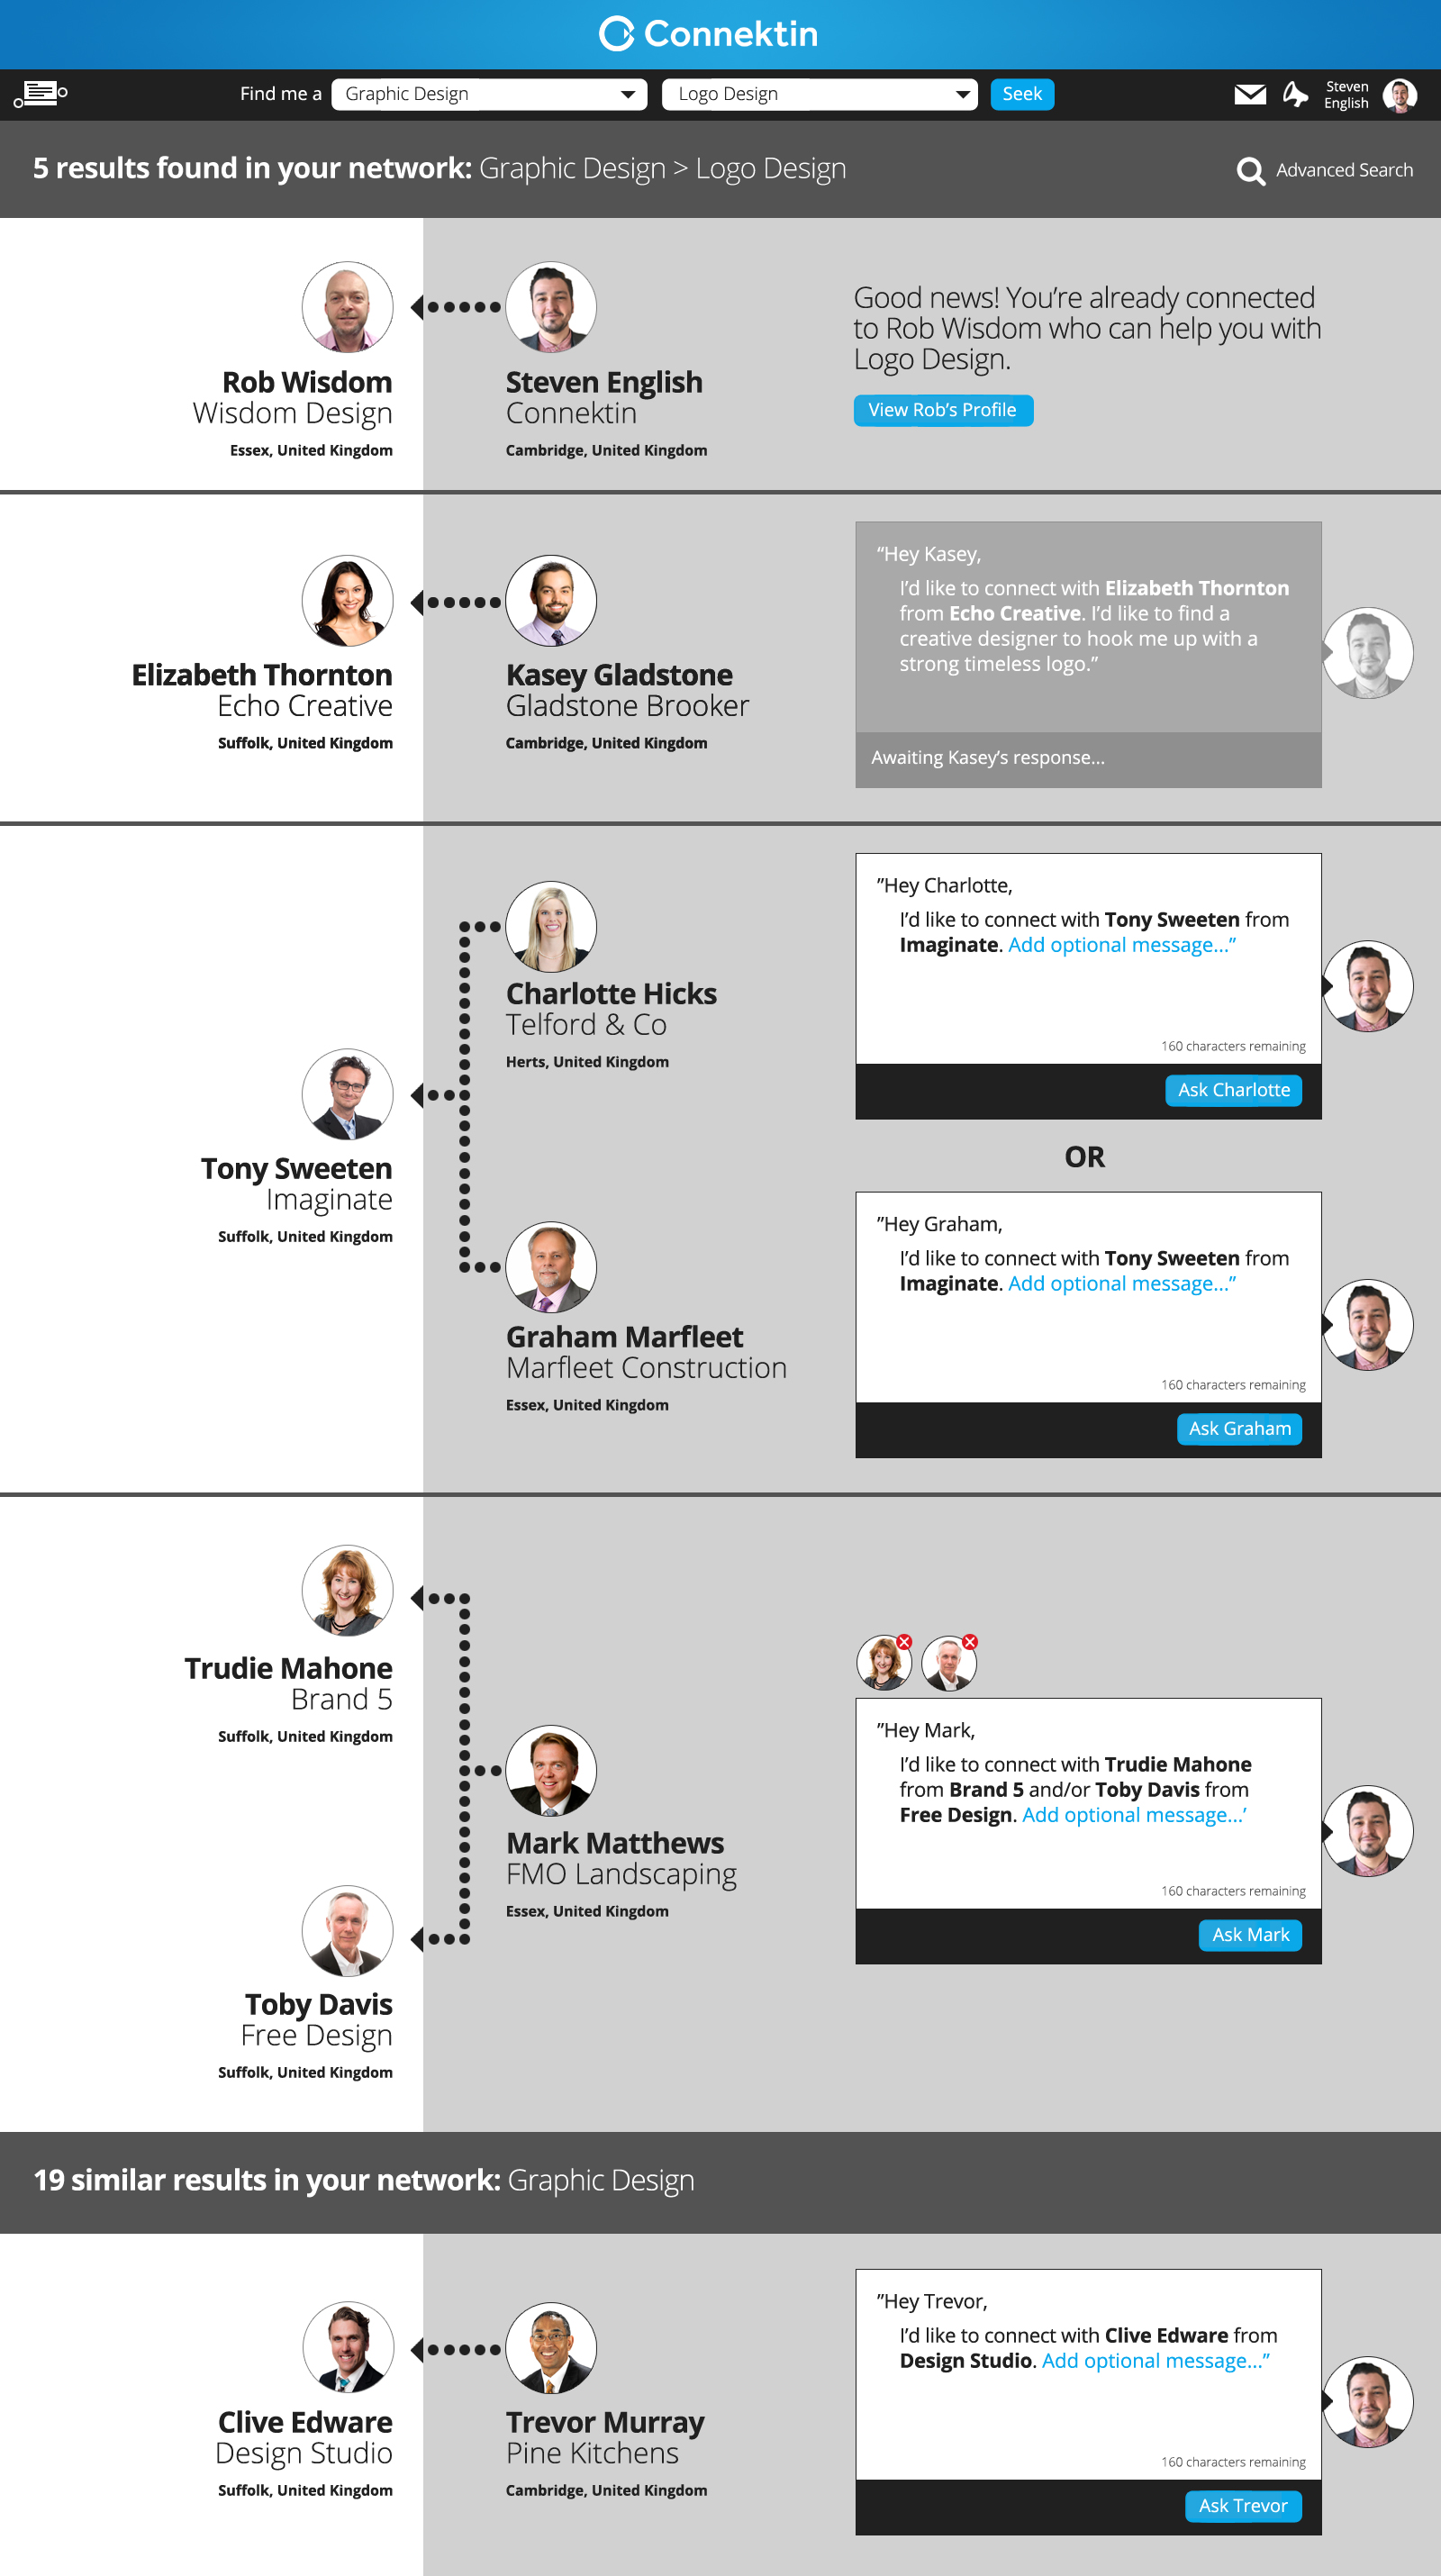 Connektin
Find me a Graphic Design Logo Design Seek
Steven
English
5 results found in your network: Graphic Design > Logo Design
Advanced Search
Rob Wisdom
Wisdom Design
Essex, United Kingdom
Steven English
Connektin
Cambridge, United Kingdom
Good news! You’re already connected
to Rob Wisdom who can help you with
Logo Design.
View Rob’s Profile
Elizabeth Thornton
Echo Creative
Suffolk, United Kingdom
Kasey Gladstone
Gladstone Brooker
Cambridge, United Kingdom
“Hey Kasey,
I’d like to connect with Elizabeth Thornton
from Echo Creative. I’d like to find a
creative designer to hook me up with a
strong timeless logo.”
Awaiting Kasey’s response...
Tony Sweeten
Imaginate
Suffolk, United Kingdom
Charlotte Hicks
Telford & Co
Herts, United Kingdom
”Hey Charlotte,
I’d like to connect with Tony Sweeten from
Imaginate. Add optional message...”
160 characters remaining
Ask Charlotte
OR
Graham Marfleet
Marfleet Construction
Essex, United Kingdom
”Hey Graham,
I’d like to connect with Tony Sweeten from
Imaginate. Add optional message...”
160 characters remaining
Ask Graham
Trudie Mahone
Brand 5
Suffolk, United Kingdom
Toby Davis
Free Design
Suffolk, United Kingdom
Mark Matthews
FMO Landscaping
Essex, United Kingdom
”Hey Mark,
I’d like to connect with Trudie Mahone
from Brand 5 and/or Toby Davis from
Free Design. Add optional message...’
160 characters remaining
Ask Mark
19 similar results in your network: Graphic Design
Clive Edware
Design Studio
Suffolk, United Kingdom
Trevor Murray
Pine Kitchens
Cambridge, United Kingdom
”Hey Trevor,
I’d like to connect with Clive Edware from
Design Studio. Add optional message...”
160 characters remaining
Ask Trevor